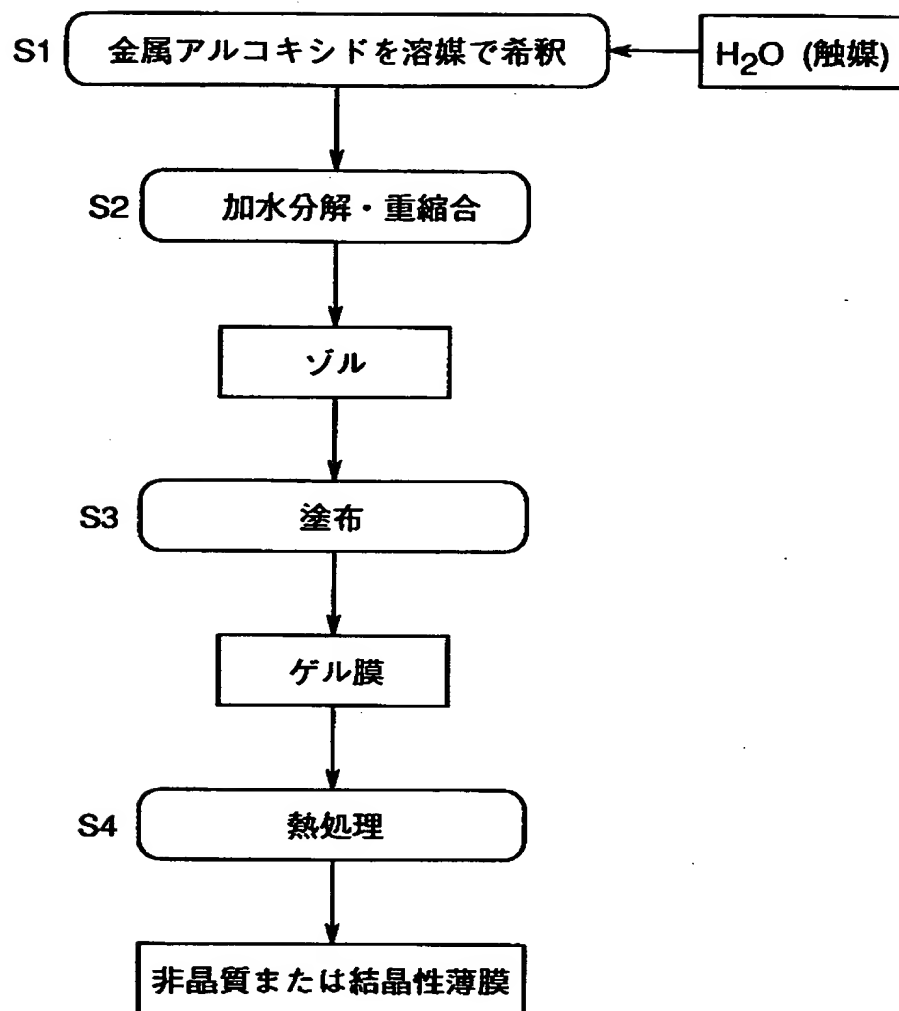 S1 金属アルコキシドを溶媒で希釈 H₂O (触媒)
S2 加水分解・重縮合
ゾル
S3 塗布
ゲル膜
S4 熱処理
非晶質または結晶性薄膜